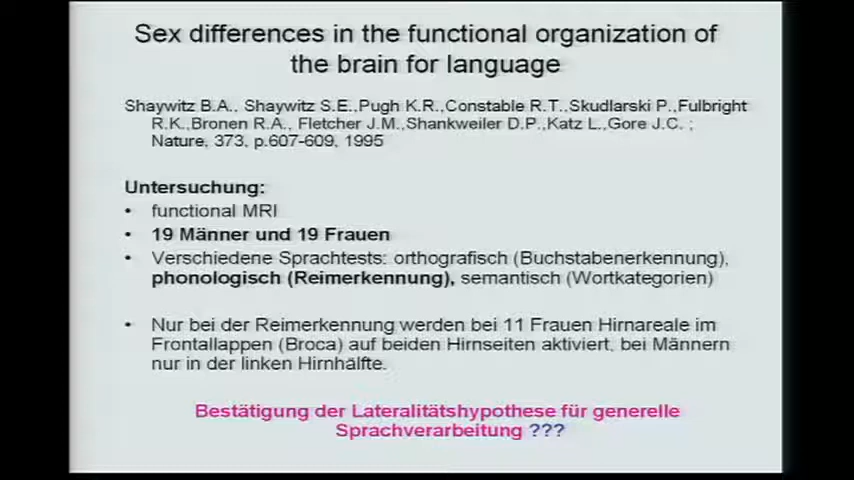 Sex differences in the functional organization of
the brain for language
Shaywitz B.A., Shaywitz S.E.,Pugh K.R.,Constable R.T.,Skudlarski P.,Fulbright
R.K.,Bronen R.A., Fletcher J.M.,Shankweiler D.P.,Katz L.,Gore J.C. ;
Nature, 373, p.607-609, 1995
Untersuchung:
• functional MRI
• 19 Männer und 19 Frauen
• Verschiedene Sprachtests: orthografisch (Buchstabenerkennung),
phonologisch (Reimerkennung), semantisch (Wortkategorien)
• Nur bei der Reimerkennung werden bei 11 Frauen Hirnareale im
Frontallappen (Broca) auf beiden Hirnseiten aktiviert, bei Männern
nur in der linken Hirnhälfte.
Bestätigung der Lateralitätshypothese für generelle
Sprachverarbeitung ???